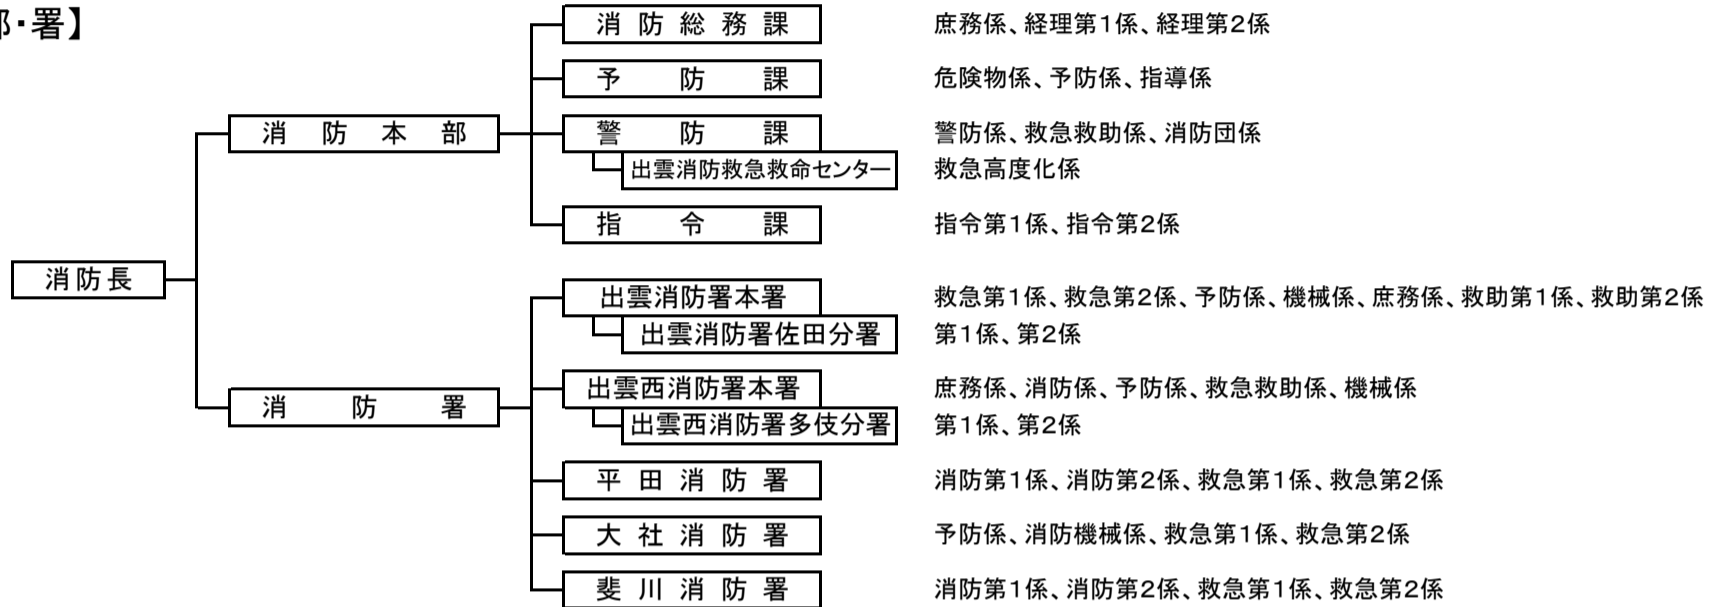 部・署】
消防総務課 庶務係、経理第1係、経理第2係
予防課 危険物係、予防係、指導係
消防本部 警防課 警防係、救急救助係、消防団係
出雲消防救急救命センター 救急高度化係
指令課 指令第1係、指令第2係
消防長
出雲消防署本署 救急第1係、救急第2係、予防係、機械係、庶務係、救助第1係、救助第2係
出雲消防署佐田分署 第1係、第2係
出雲西消防署本署 庶務係、消防係、予防係、救急救助係、機械係
消防署
出雲西消防署多伎分署 第1係、第2係
平田消防署 消防第1係、消防第2係、救急第1係、救急第2係
大社消防署 予防係、消防機械係、救急第1係、救急第2係
斐川消防署 消防第1係、消防第2係、救急第1係、救急第2係